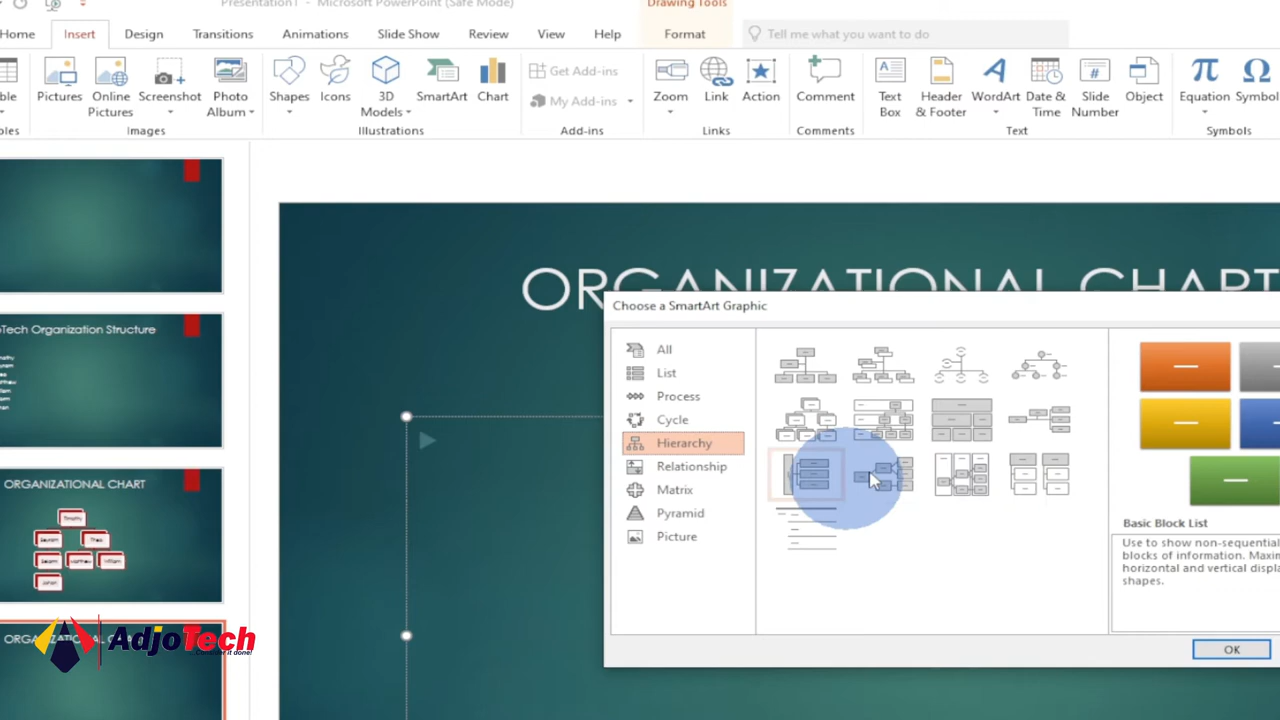 Presentation1 - Microsoft PowerPoint (Safe Mode)
Drawing Tools
Home Insert Design Transitions Animations Slide Show Review View Help Format Tell me what you want to do
Pictures
Online
Pictures
Screenshot
Photo
Album
Images
Shapes
Icons
3D
Models
SmartArt
Chart
Illustrations
Get Add-ins
My Add-ins
Add-ins
Zoom
Link
Action
Links
Comment
Comments
Text
Box
Header
& Footer
WordArt
Date &
Time
Slide
Number
Object
Text
Equation
Symbol
Symbols
Tech Organization Structure
ORGANIZATIONAL CHART
Timothy
Matthew
William
AdjoTech
ORGANIZATIONAL CHART
Choose a SmartArt Graphic
All
List
Process
Cycle
Hierarchy
Relationship
Matrix
Pyramid
Picture
Basic Block List
Use to show non-sequential
blocks of information.
horizontal and vertical
shapes.
OK